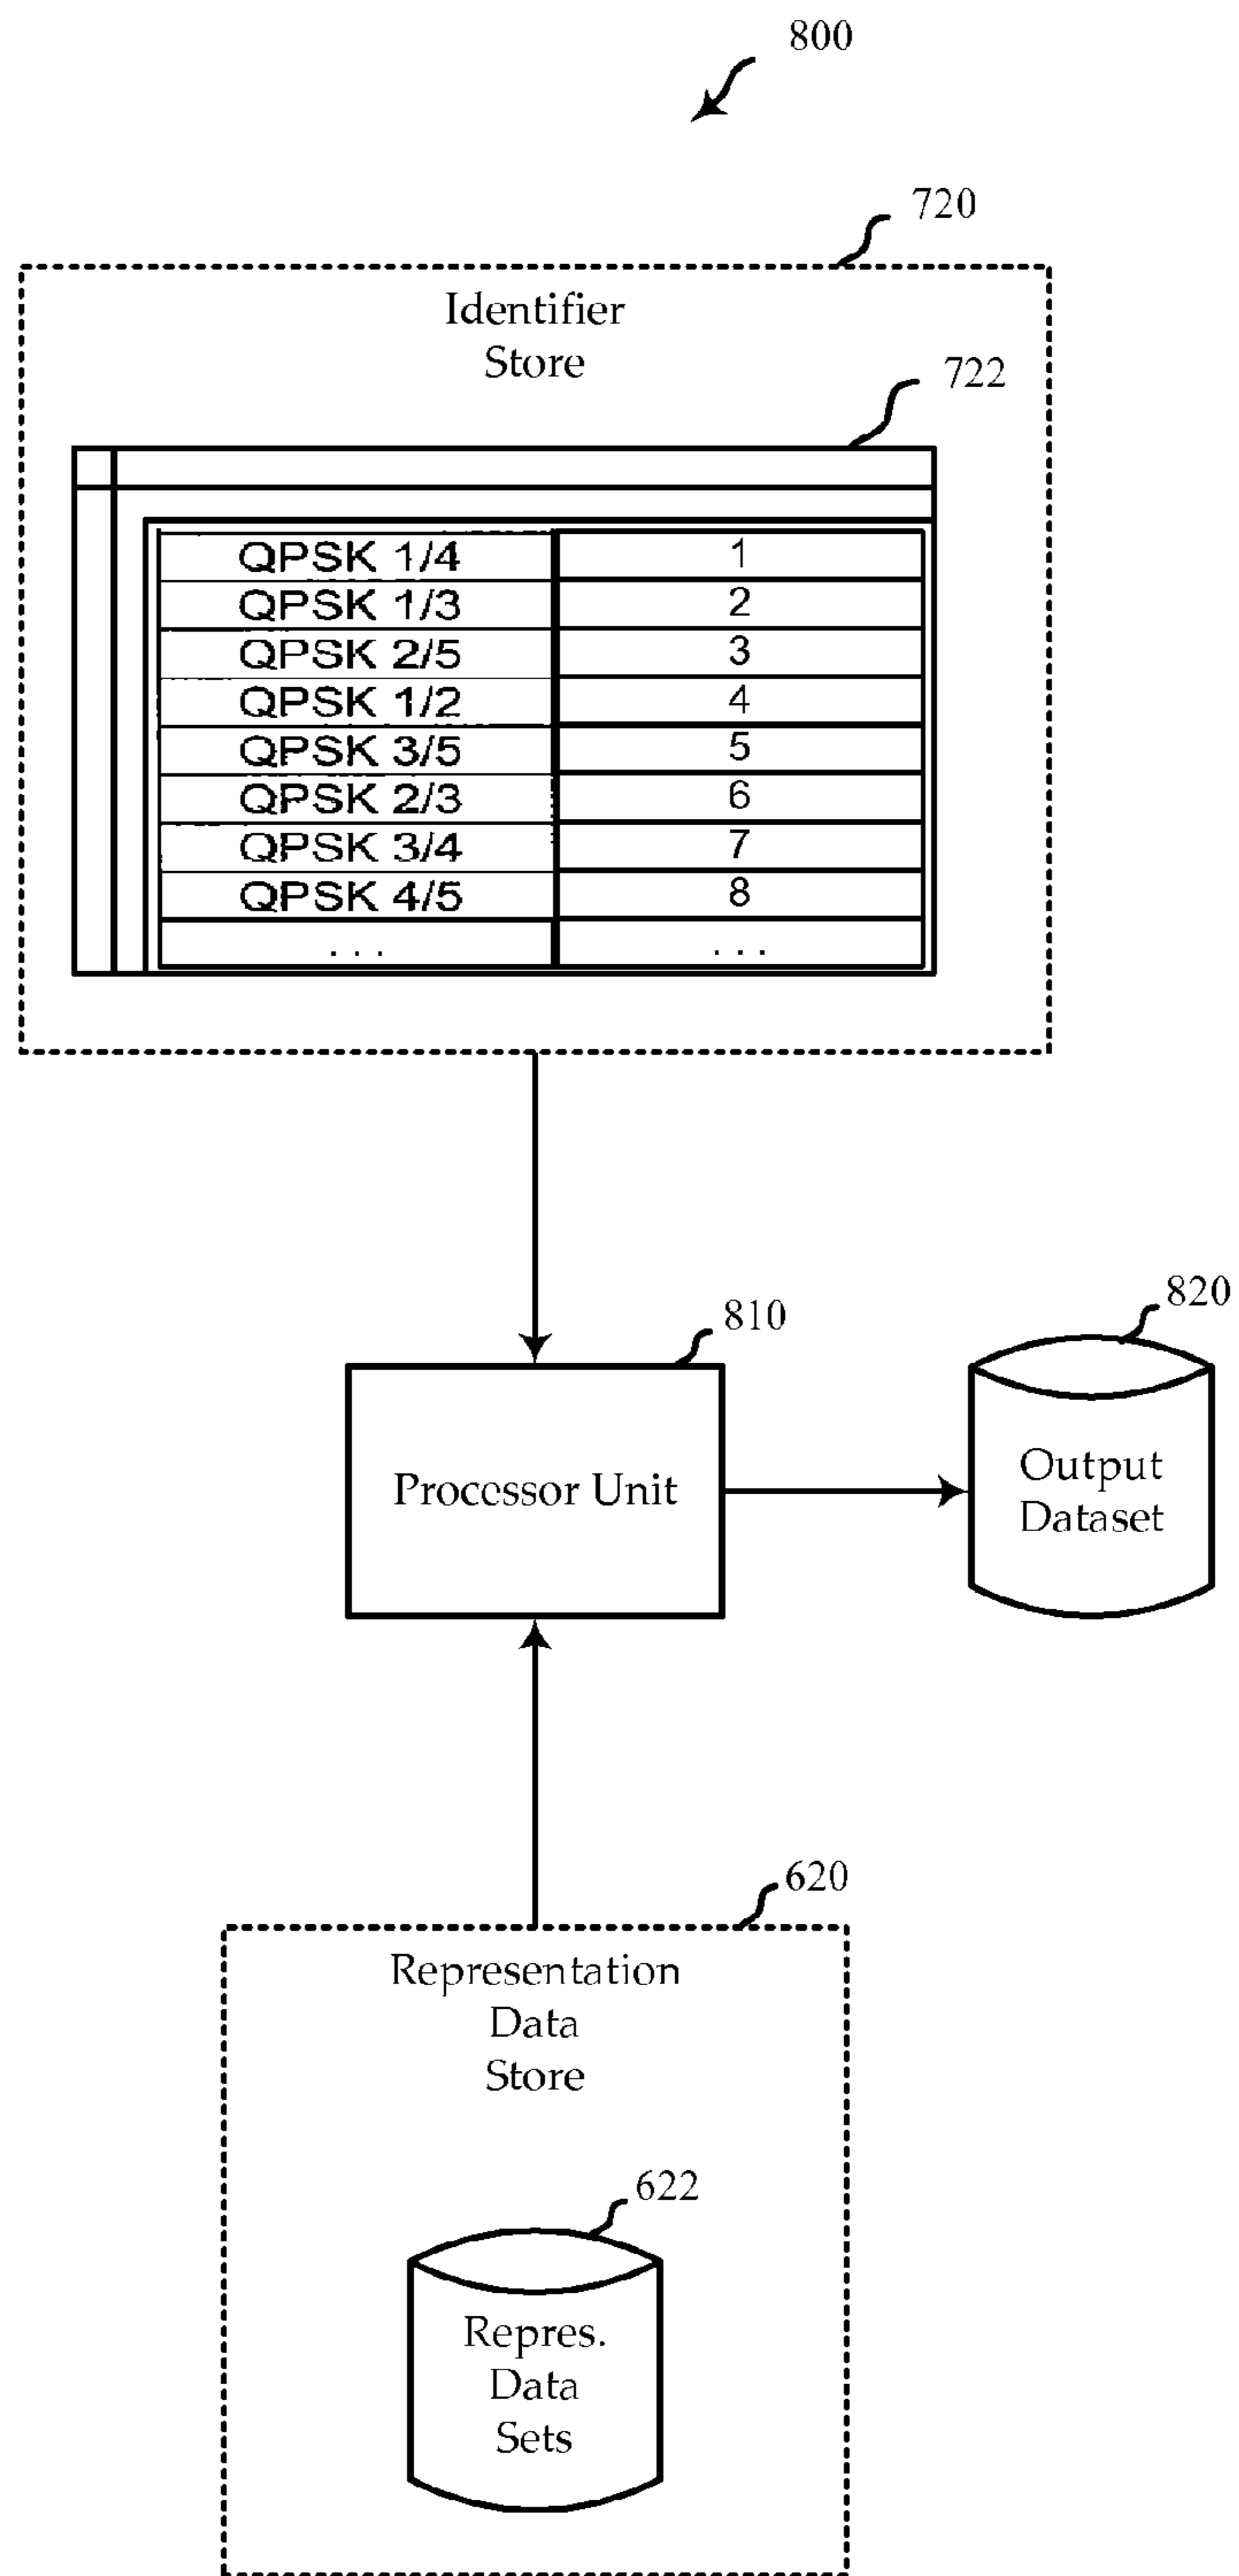 800
720
Identifier
Store
722
QPSK 1/4 1
QPSK 1/3 2
QPSK 2/5 3
QPSK 1/2 4
QPSK 3/5 5
QPSK 2/3 6
QPSK 3/4 7
QPSK 4/5 8
... ...
810
820
Processor Unit
Output
Dataset
620
Representation
Data
Store
622
Repres.
Data
Sets